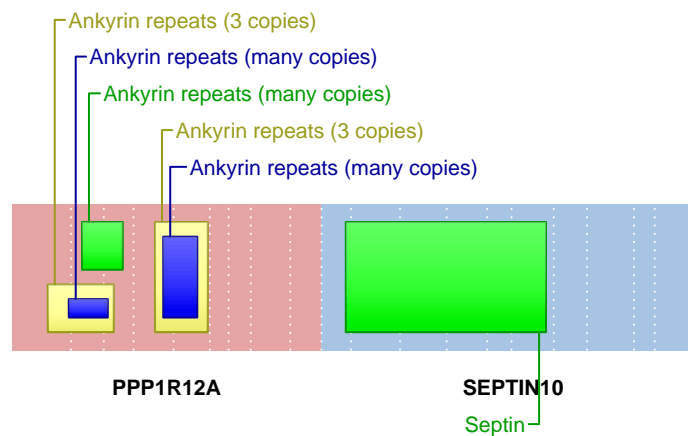 Ankyrin repeats (3 copies)
Ankyrin repeats (many copies)
Ankyrin repeats (many copies)
Ankyrin repeats (3 copies)
Ankyrin repeats (many copies)
PPP1R12A
SEPTIN10
Septin